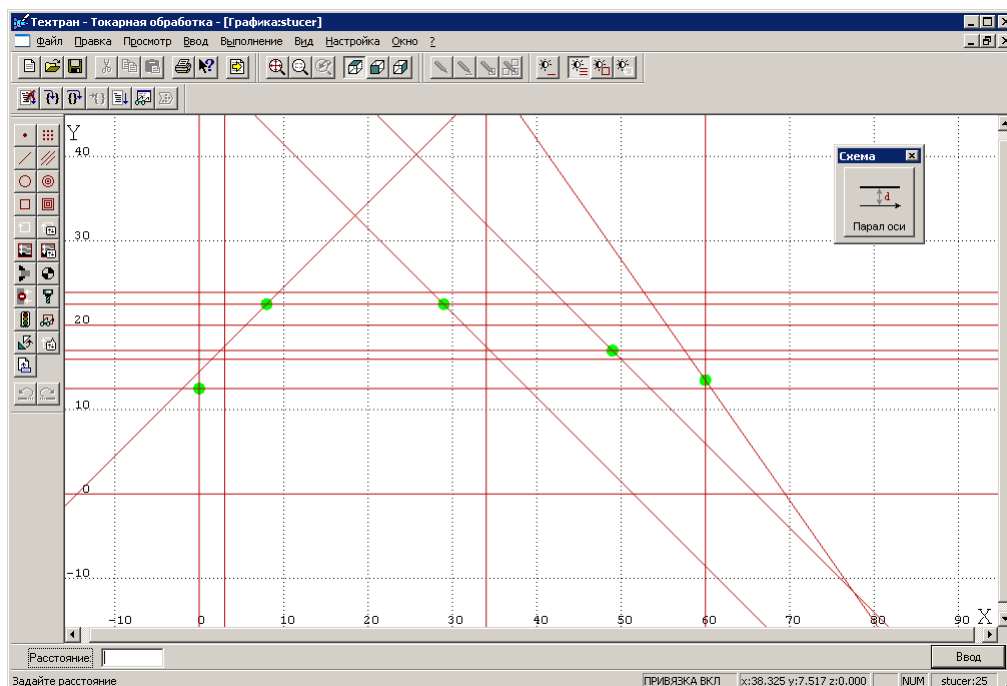 Техтран - Токарная обработка - [Графика:stucer]
Файл Правка Просмотр Ввод Выполнение Вид Настройка Окно ?
Y
40
30
20
10
0
-10
Схема
d
Парал оси
-10 0 10 20 30 40 50 60 70 80 90 X
Расстояние:
Ввод
Задайте расстояние
ПРИВЯЗКА ВКЛ x:38.325 y:7.517 z:0.000 NUM stucer:25